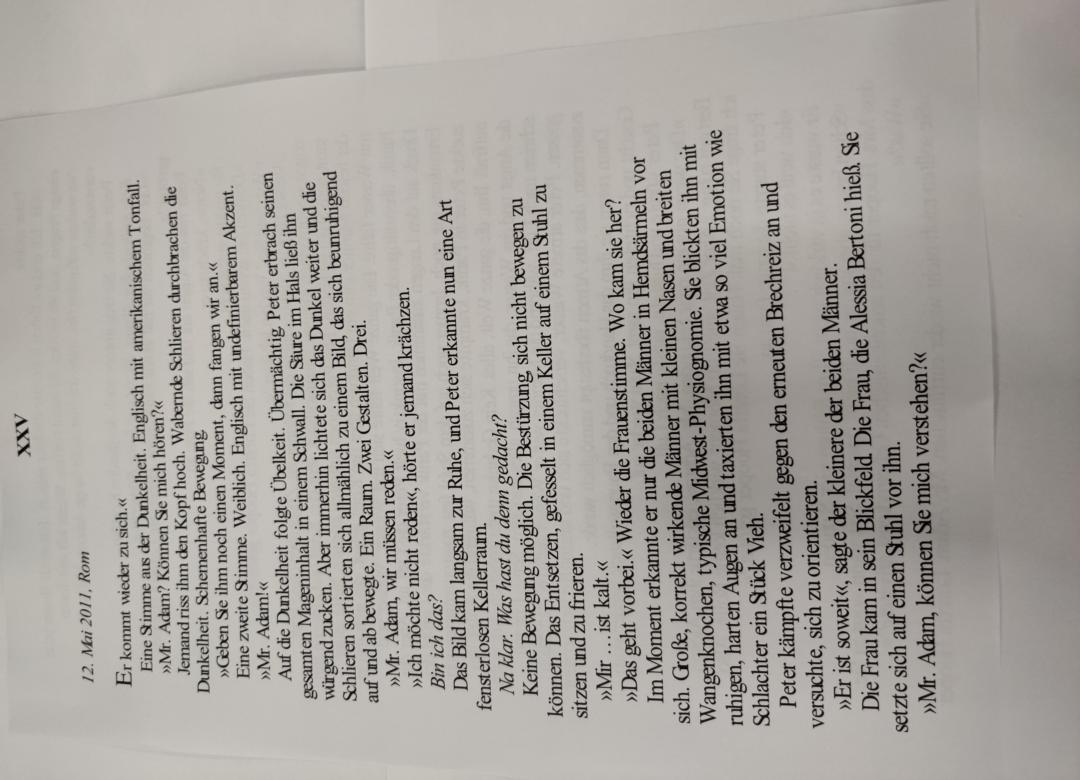 XXV
12. Mai 2011, Rom
Er kommt wieder zu sich.«
Eine Stimme aus der Dunkelheit. Englisch mit amerikanischem Tonfall.
»Mr. Adam? Können Sie mich hören?«
Jemand riss ihm den Kopf hoch. Wabernde Schlieren durchbrachen die
Dunkelheit. Schemenhafte Bewegung.
»Geben Sie ihm noch einen Moment, dann fangen wir an.«
Eine zweite Stimme. Weiblich. Englisch mit undefinierbarem Akzent.
»Mr. Adam!«
Auf die Dunkelheit folgte Übelkeit. Übermächtig. Peter erbrach seinen
gesamten Mageninhalt in einem Schwall. Die Säure im Hals ließ ihn
würgend zucken. Aber immerhin lichtete sich das Dunkel weiter und die
Schlieren sortierten sich allmählich zu einem Bild, das sich beunruhigend
auf und ab bewegte. Ein Raum. Zwei Gestalten. Drei.
»Mr. Adam, wir müssen reden.«
»Ich möchte nicht reden«, hörte er jemand krächzen.
Bin ich das?
Das Bild kam langsam zur Ruhe, und Peter erkannte nun eine Art
fensterlosen Kellerraum.
Na klar. Was hast du denn gedacht?
Keine Bewegung möglich. Die Bestürzung, sich nicht bewegen zu
können. Das Entsetzen, gefesselt in einem Keller auf einem Stuhl zu
sitzen und zu frieren.
»Mir … ist kalt.«
»Das geht vorbei.« Wieder die Frauenstimme. Wo kam sie her?
Im Moment erkannte er nur die beiden Männer in Hemdsärmeln vor
sich. Große, korrekt wirkende Männer mit kleinen Nasen und breiten
Wangenknochen, typische Midwest-Physiognomie. Sie blickten ihn mit
ruhigen, harten Augen an und taxierten ihn mit etwa so viel Emotion wie
Schlachter ein Stück Vieh.
Peter kämpfte verzweifelt gegen den erneuten Brechreiz an und
versuchte, sich zu orientieren.
»Er ist soweit«, sagte der kleinere der beiden Männer.
Die Frau kam in sein Blickfeld. Die Frau, die Alessia Bertoni hieß. Sie
setzte sich auf einen Stuhl vor ihn.
»Mr. Adam, können Sie mich verstehen?«